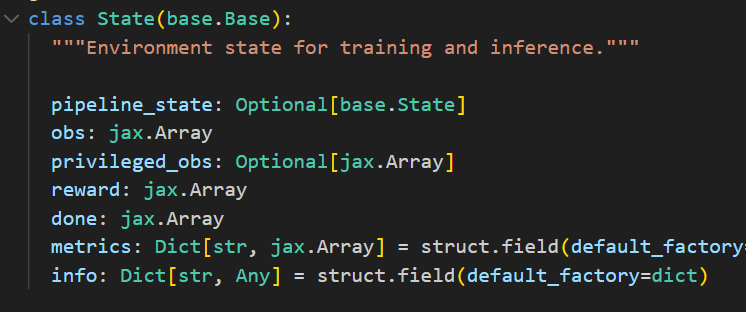 class State(base.Base):
"""Environment state for training and inference."""
pipeline_state: Optional[base.State]
obs: jax.Array
privileged_obs: Optional[jax.Array]
reward: jax.Array
done: jax.Array
metrics: Dict[str, jax.Array] = struct.field(default_factory=
info: Dict[str, Any] = struct.field(default_factory=dict)